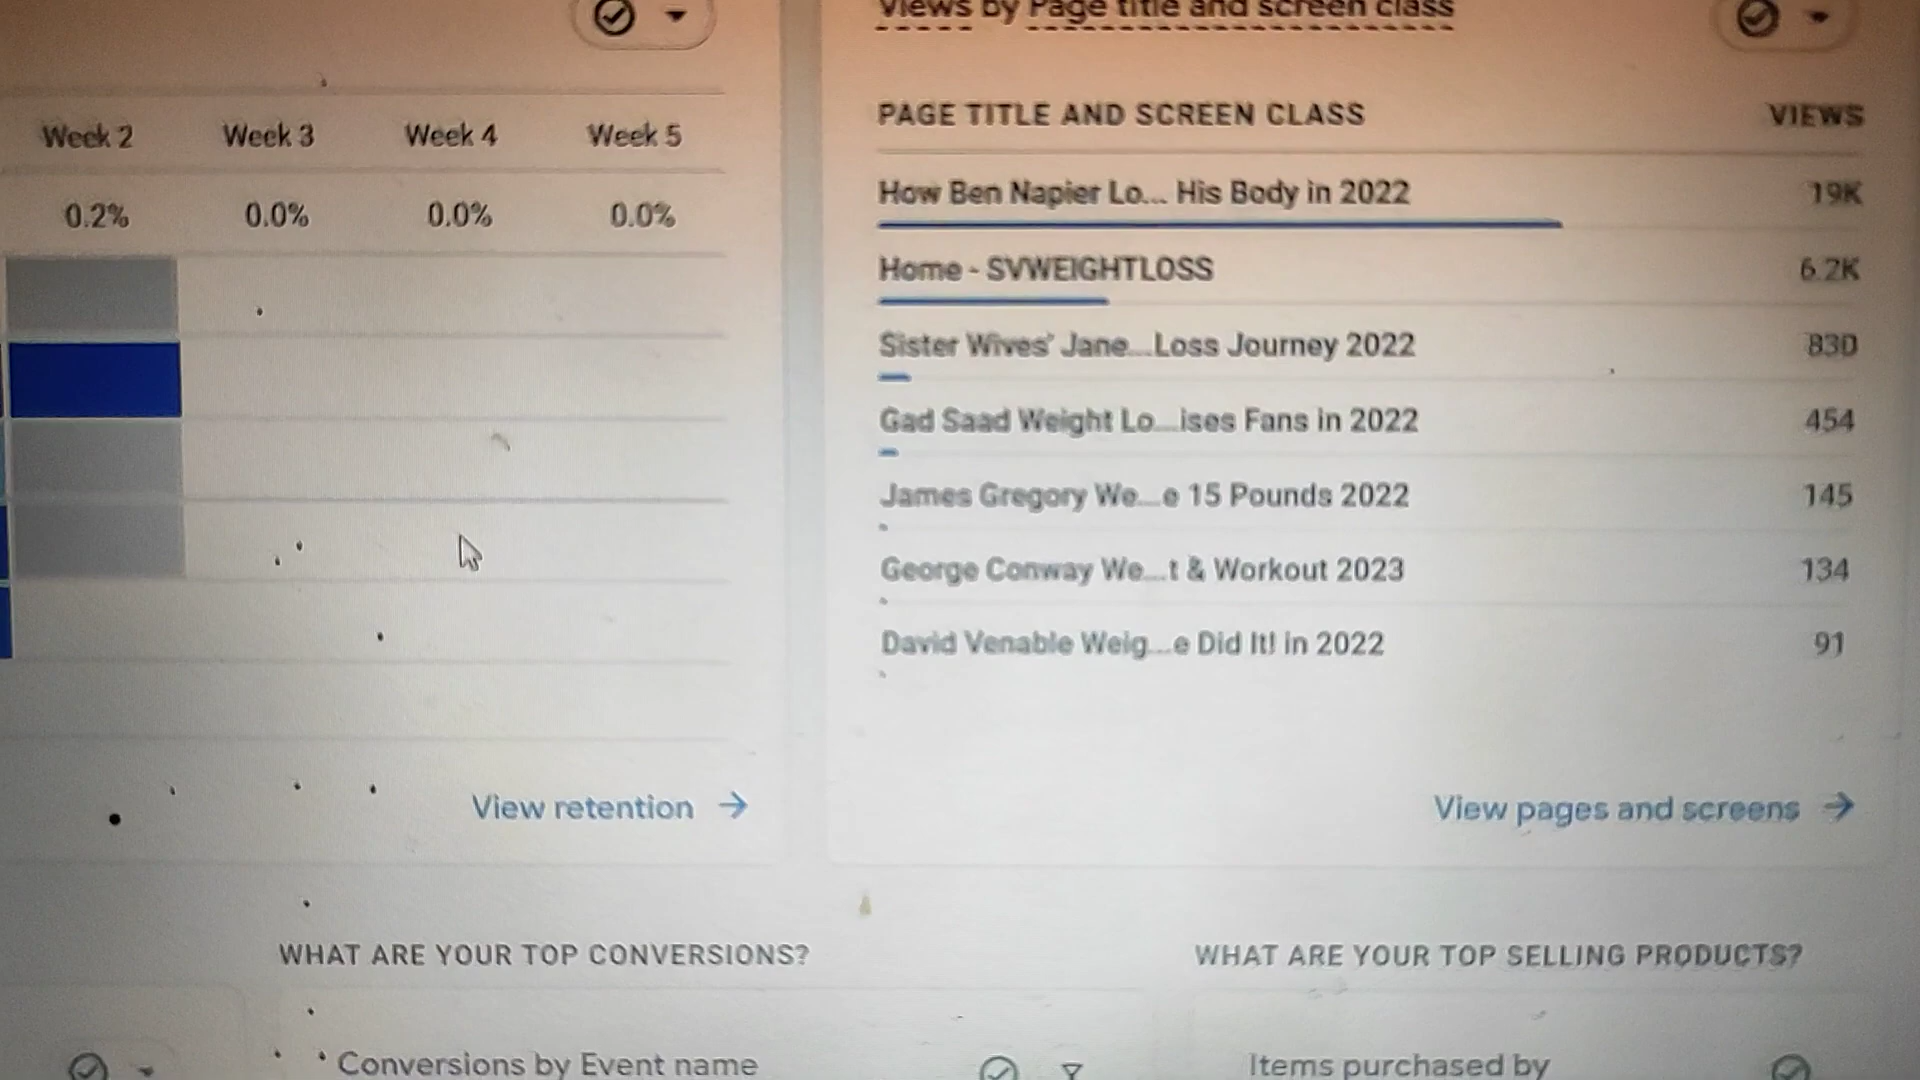 Views by Page title and screen class
Week 2 Week 3 Week 4 Week 5
0.2% 0.0% 0.0% 0.0%
PAGE TITLE AND SCREEN CLASS VIEWS
How Ben Napier Lo... His Body in 2022 19K
Home - SVWEIGHTLOSS 6.2K
Sister Wives' Jane...Loss Journey 2022 830
Gad Saad Weight Lo...ises Fans in 2022 454
James Gregory We...e 15 Pounds 2022 145
George Conway We...t & Workout 2023 134
David Venable Weig...e Did It! in 2022 91
View retention →
View pages and screens →
WHAT ARE YOUR TOP CONVERSIONS?
WHAT ARE YOUR TOP SELLING PRODUCTS?
Conversions by Event name
Items purchased by